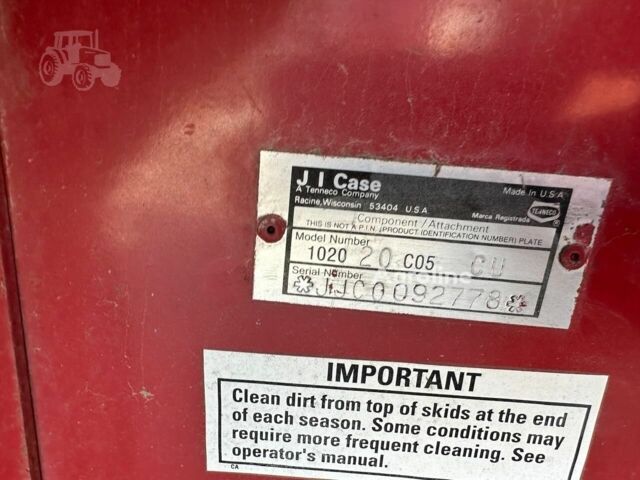 J I Case
A Tenneco Company
Racine, Wisconsin 53404 U.S.A.
Made In U.S.A.
TENNECO
Marca Registrada
Component/Attachment
THIS IS NOT A P.I.N. (PRODUCT IDENTIFICATION NUMBER) PLATE
Model Number
1020 20 C05 CU
Serial Number
*JJC0092778*
IMPORTANT
Clean dirt from top of skids at the end
of each season. Some conditions may
require more frequent cleaning. See
operator's manual.
CA